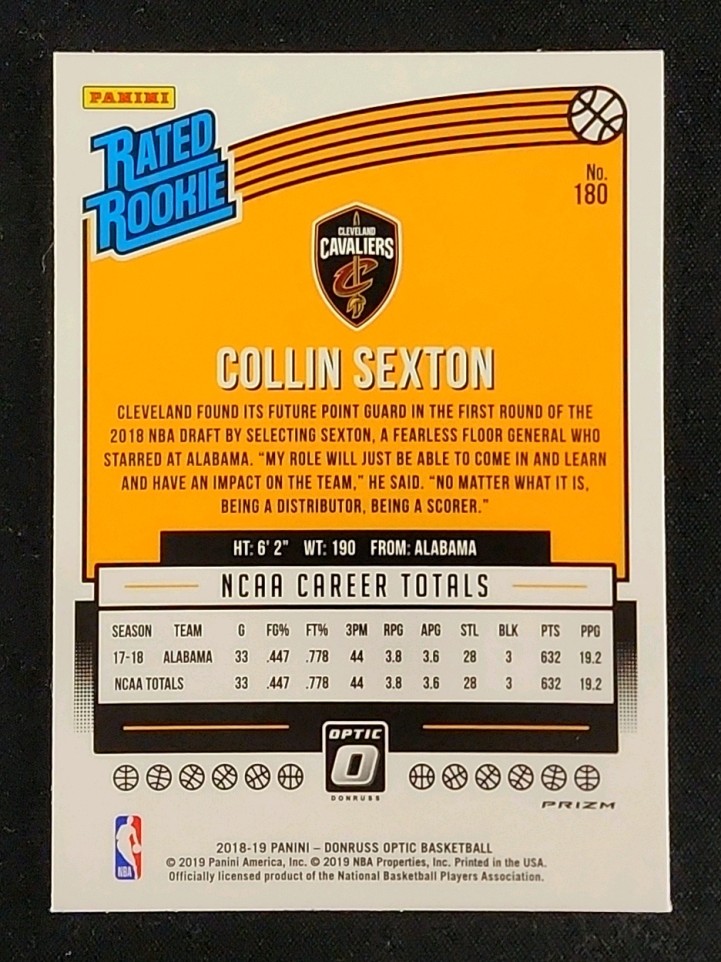 PANINI
RATED
ROOKIE
No.
180
CLEVELAND
CAVALIERS
C
COLLIN SEXTON
CLEVELAND FOUND ITS FUTURE POINT GUARD IN THE FIRST ROUND OF THE
2018 NBA DRAFT BY SELECTING SEXTON, A FEARLESS FLOOR GENERAL WHO
STARRED AT ALABAMA. “MY ROLE WILL JUST BE ABLE TO COME IN AND LEARN
AND HAVE AN IMPACT ON THE TEAM,” HE SAID. “NO MATTER WHAT IT IS,
BEING A DISTRIBUTOR, BEING A SCORER.”
HT: 6' 2" WT: 190 FROM: ALABAMA
NCAA CAREER TOTALS
SEASON TEAM G FG% FT% 3PM RPG APG STL BLK PTS PPG
17-18 ALABAMA 33 .447 .778 44 3.8 3.6 28 3 632 19.2
NCAA TOTALS 33 .447 .778 44 3.8 3.6 28 3 632 19.2
OPTIC
O
DONRUSS
PRIZM
NBA
2018-19 PANINI – DONRUSS OPTIC BASKETBALL
© 2019 Panini America, Inc. © 2019 NBA Properties, Inc. Printed in the USA.
Officially licensed product of the National Basketball Players Association.